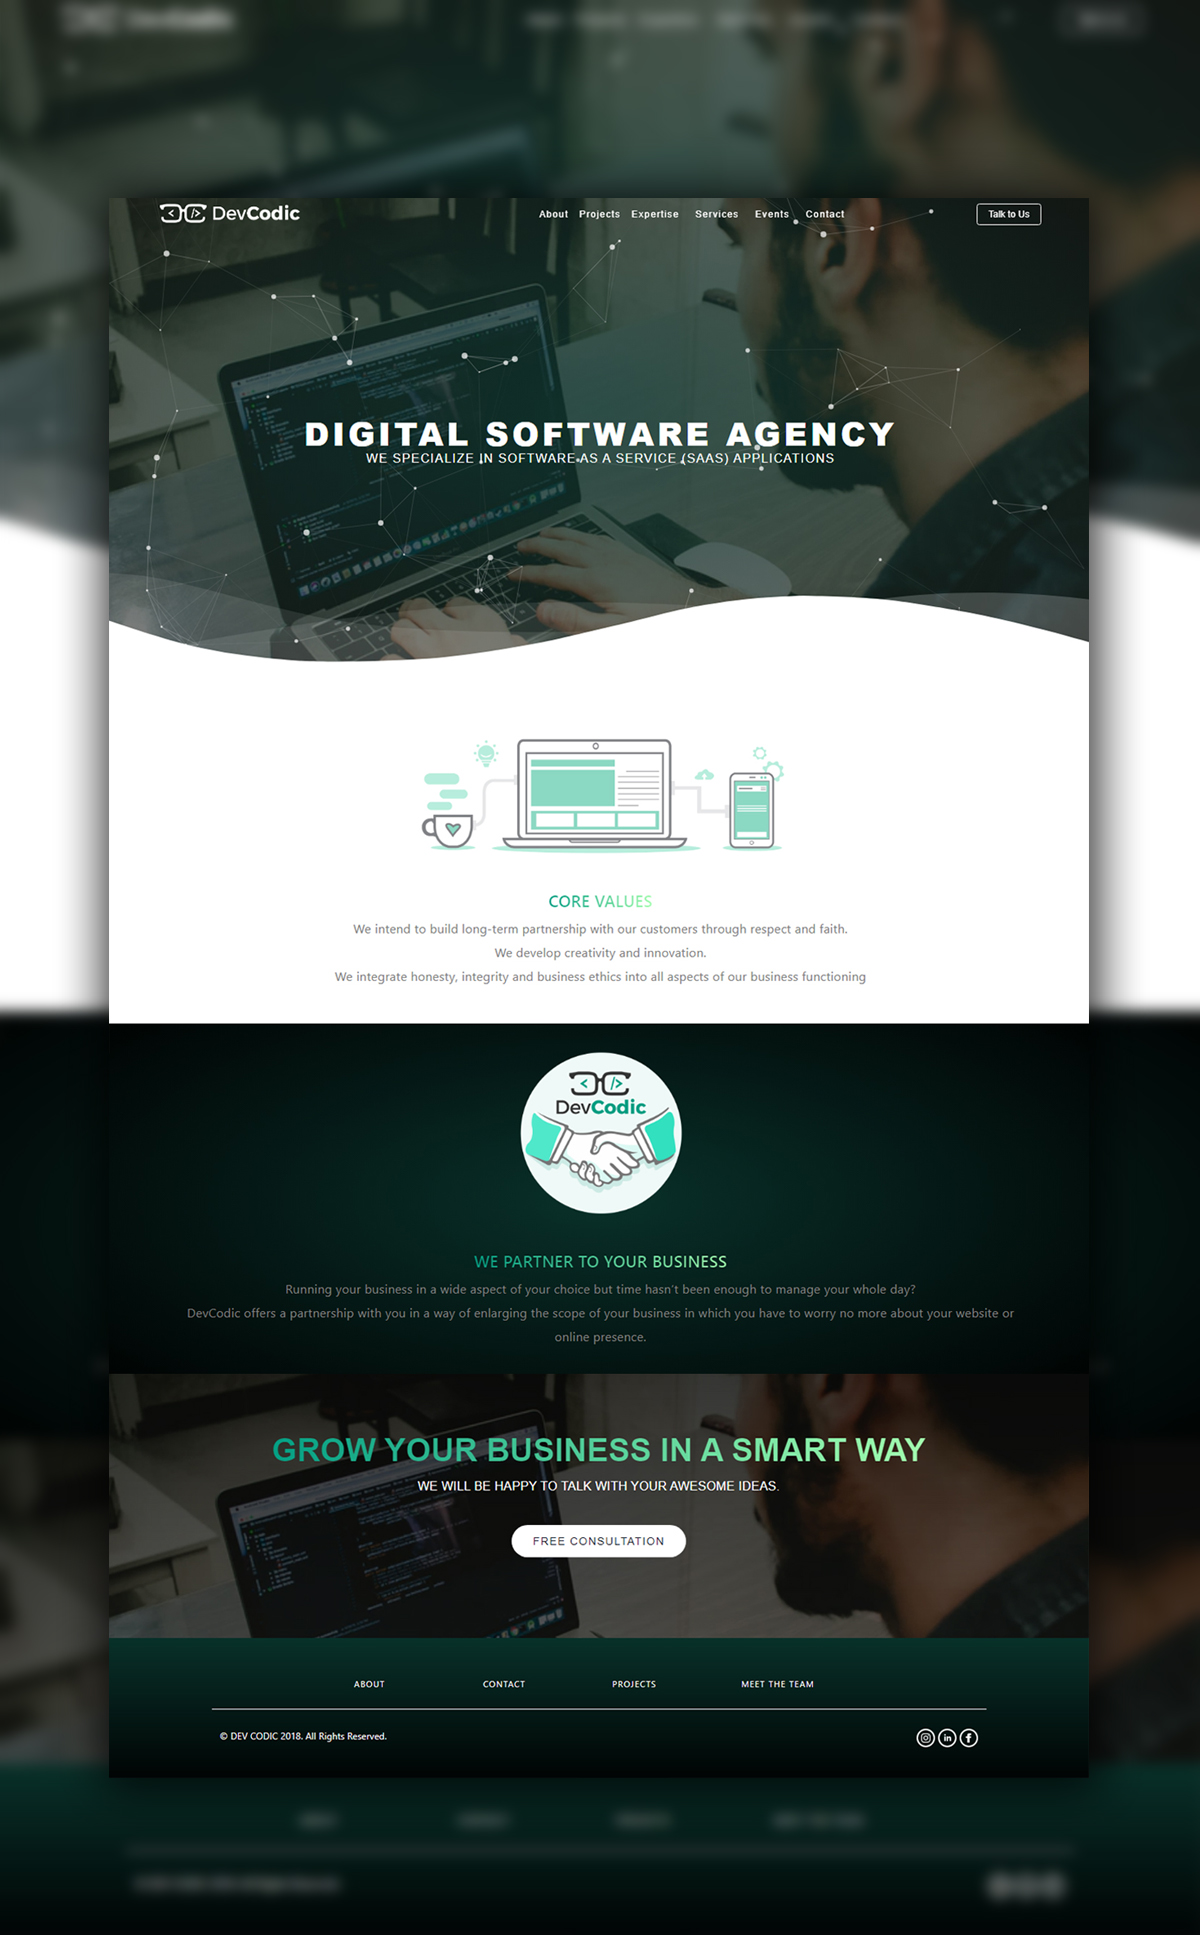 DevCodic
About Projects Expertise Services Events Contact
Talk to Us
DIGITAL SOFTWARE AGENCY
WE SPECIALIZE IN SOFTWARE AS A SERVICE (SAAS) APPLICATIONS
CORE VALUES
We intend to build long-term partnership with our customers through respect and faith.
We develop creativity and innovation.
We integrate honesty, integrity and business ethics into all aspects of our business functioning
DevCodic
WE PARTNER TO YOUR BUSINESS
Running your business in a wide aspect of your choice but time hasn't been enough to manage your whole day?
DevCodic offers a partnership with you in a way of enlarging the scope of your business in which you have to worry no more about your website or
online presence.
GROW YOUR BUSINESS IN A SMART WAY
WE WILL BE HAPPY TO TALK WITH YOUR AWESOME IDEAS.
FREE CONSULTATION
ABOUT CONTACT PROJECTS MEET THE TEAM
© DEV CODIC 2018. All Rights Reserved.